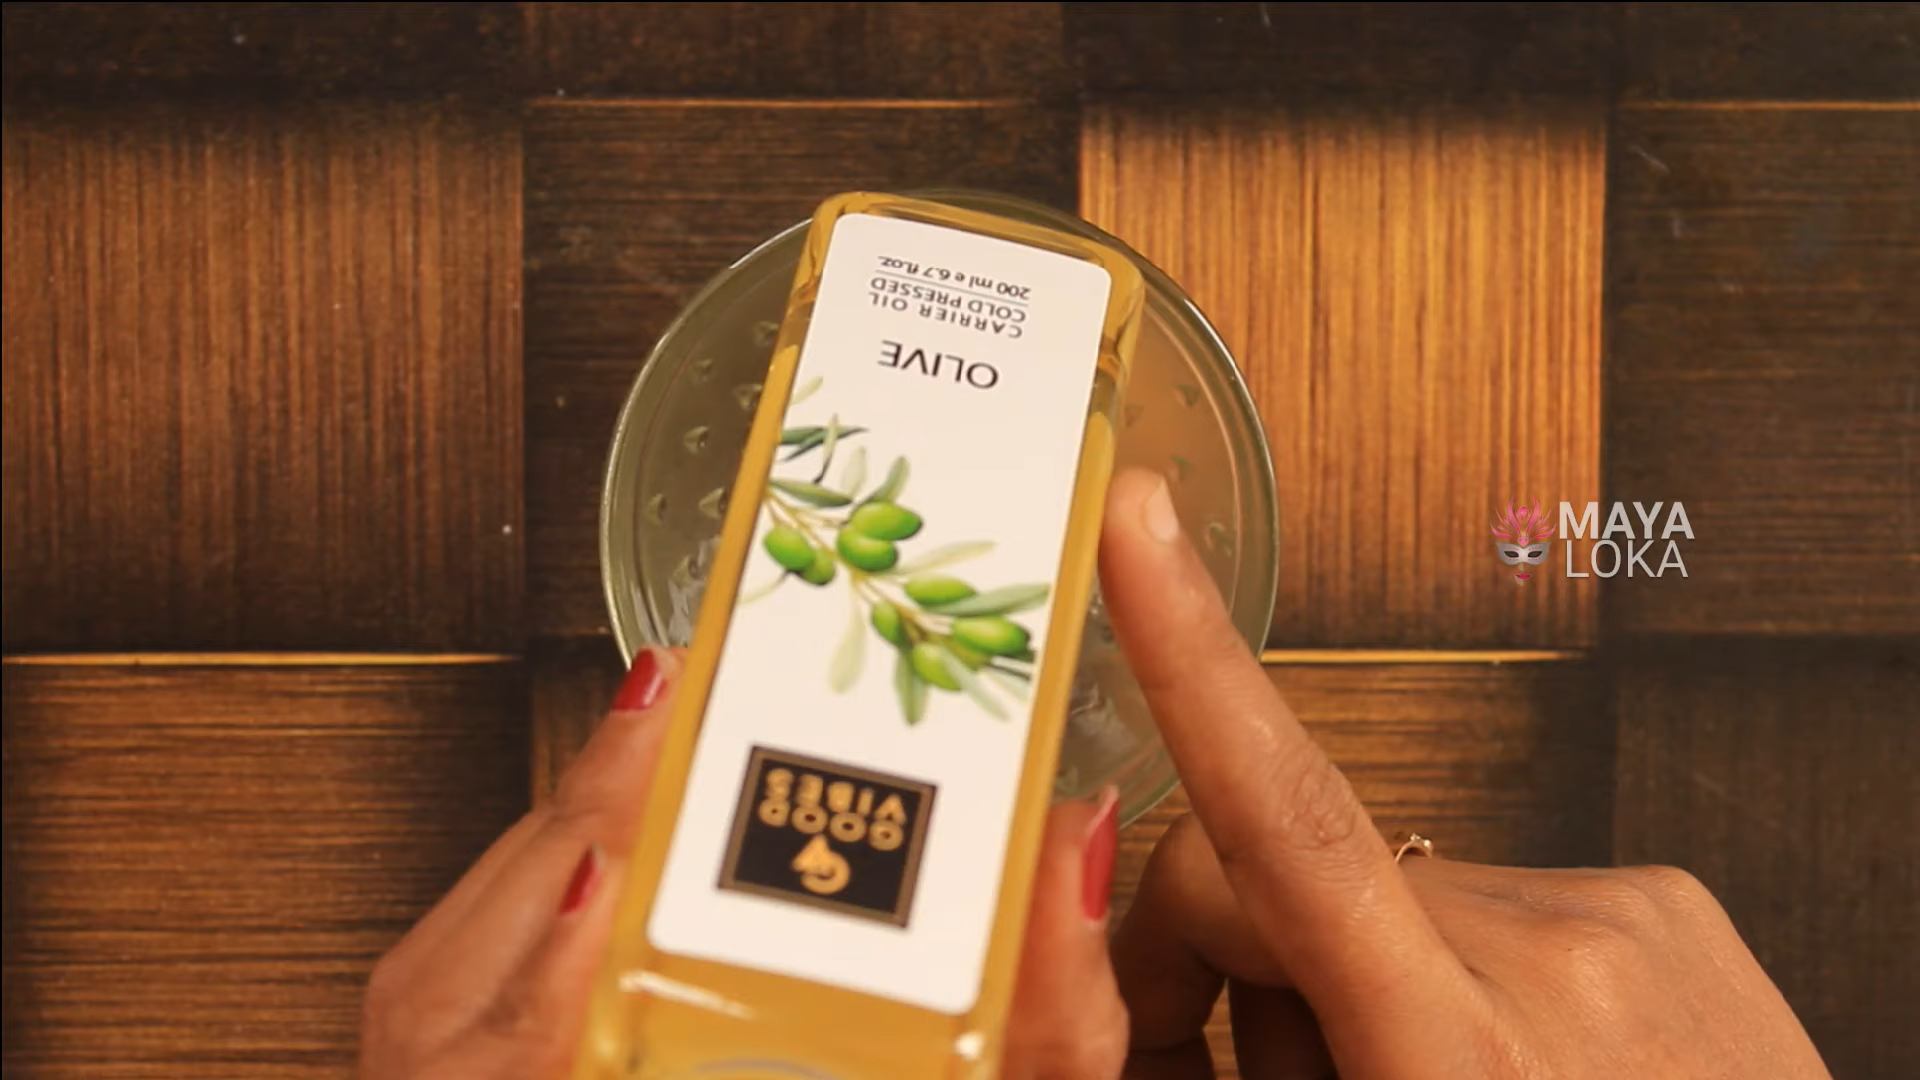 GOOD
VIBES
OLIVE
CARRIER OIL
COLD PRESSED
200 ml e 6.7 fl.oz.
MAYA
LOKA